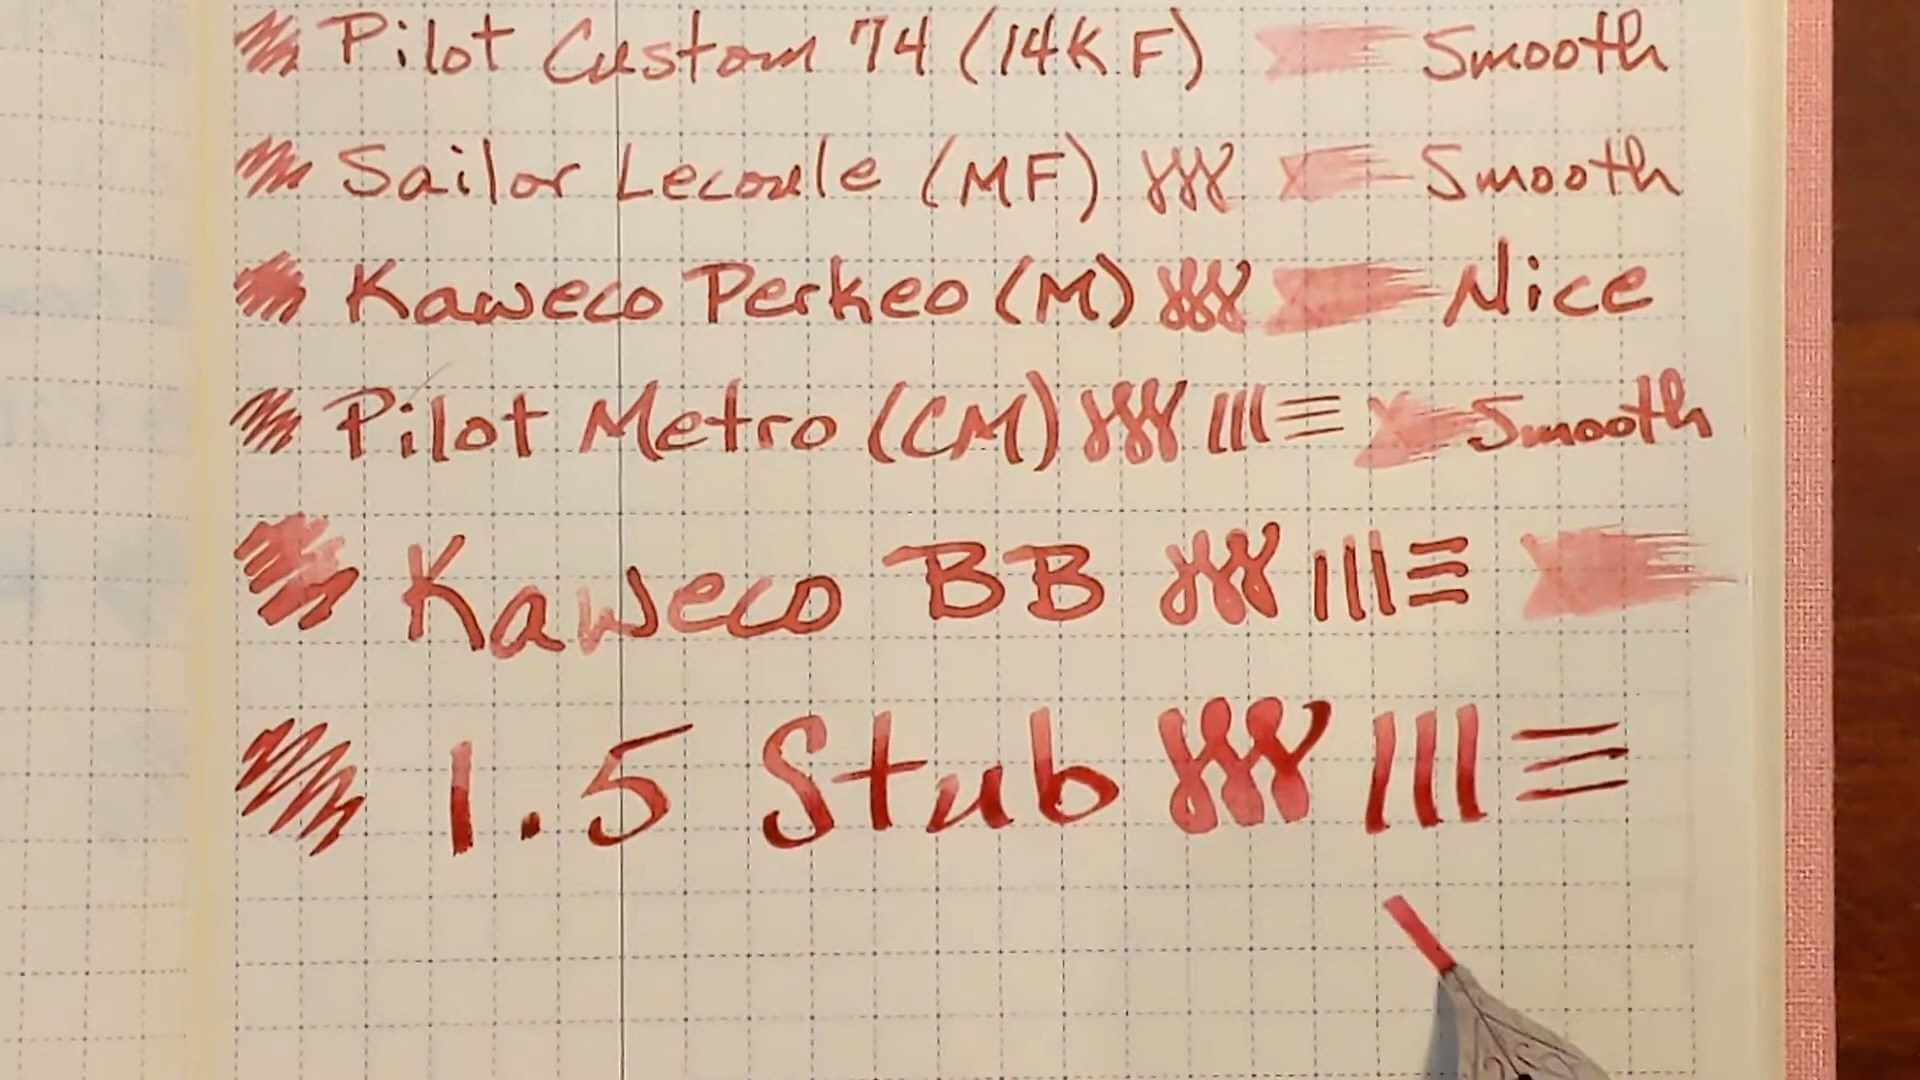 Pilot Custom 74 (14K F) Smooth
Sailor Lecoule (MF) Smooth
Kaweco Perkeo (M) Nice
Pilot Metro (CM) Smooth
Kaweco BB
1.5 Stub